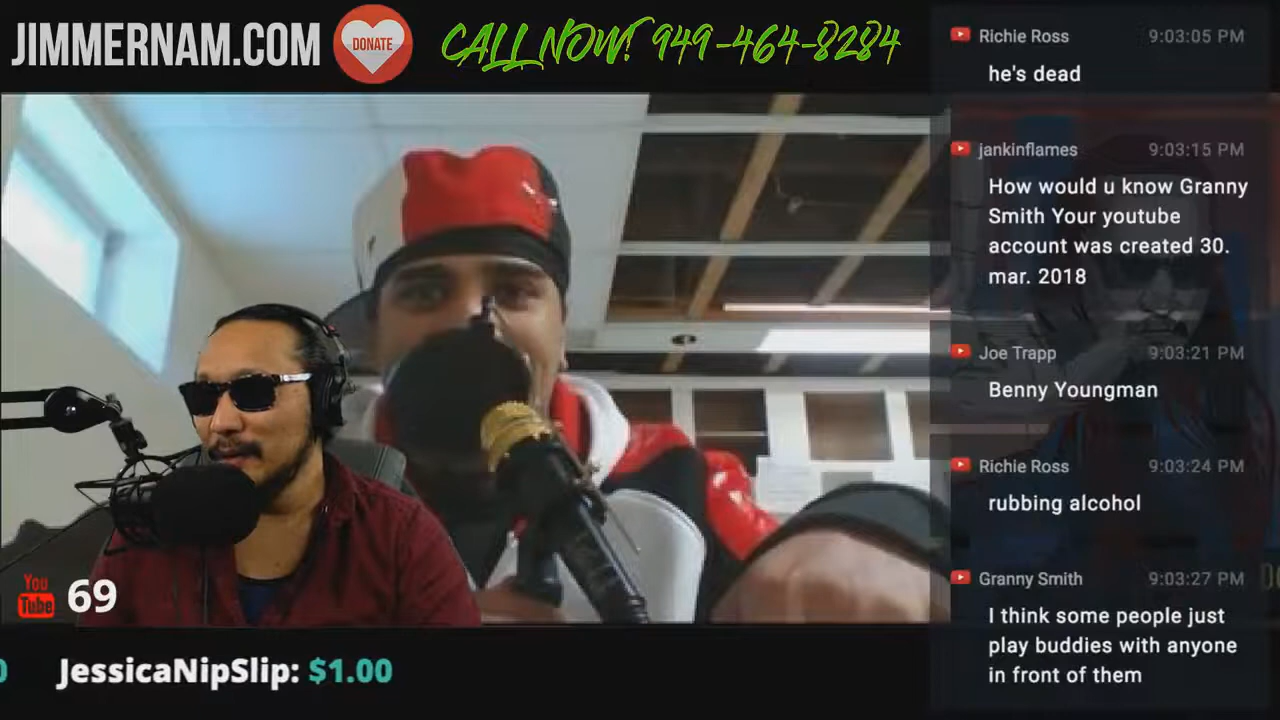 JIMMERNAM.COM
DONATE
CALL NOW! 949-464-8284
Richie Ross 9:03:05 PM
he's dead
jankinflames 9:03:15 PM
How would u know Granny
Smith Your youtube
account was created 30.
mar. 2018
Joe Trapp 9:03:21 PM
Benny Youngman
Richie Ross 9:03:24 PM
rubbing alcohol
Granny Smith 9:03:27 PM
I think some people just
play buddies with anyone
in front of them
You
Tube
69
0 JessicaNipSlip: $1.00